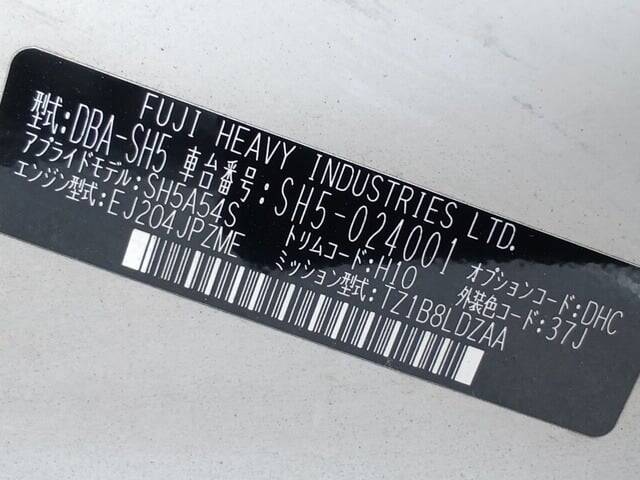 FUJI HEAVY INDUSTRIES LTD.
型式:DBA-SH5 車台番号:SH5-024001
アプライドモデル:SH5A54S トリムコード:H10 オプションコード:DHC
エンジン型式:EJ204JPZME ミッション型式:TZ1B8LDZAA 外装色コード:37J